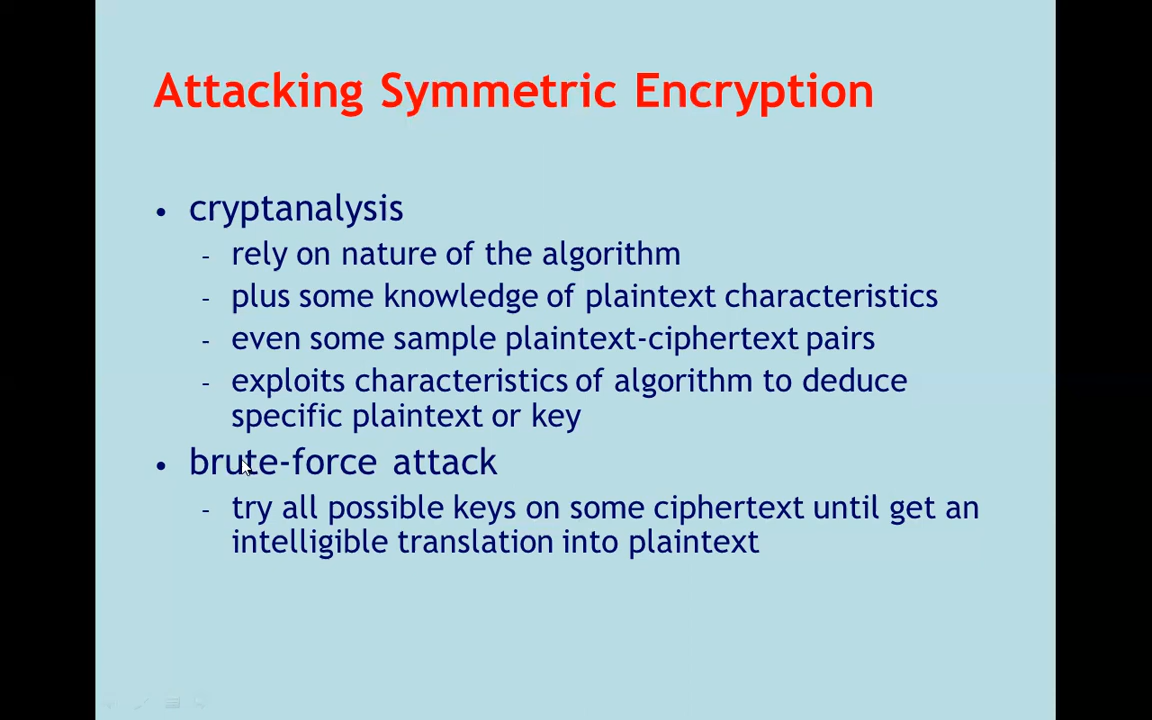 Attacking Symmetric Encryption
• cryptanalysis
- rely on nature of the algorithm
- plus some knowledge of plaintext characteristics
- even some sample plaintext-ciphertext pairs
- exploits characteristics of algorithm to deduce
specific plaintext or key
• brute-force attack
- try all possible keys on some ciphertext until get an
intelligible translation into plaintext